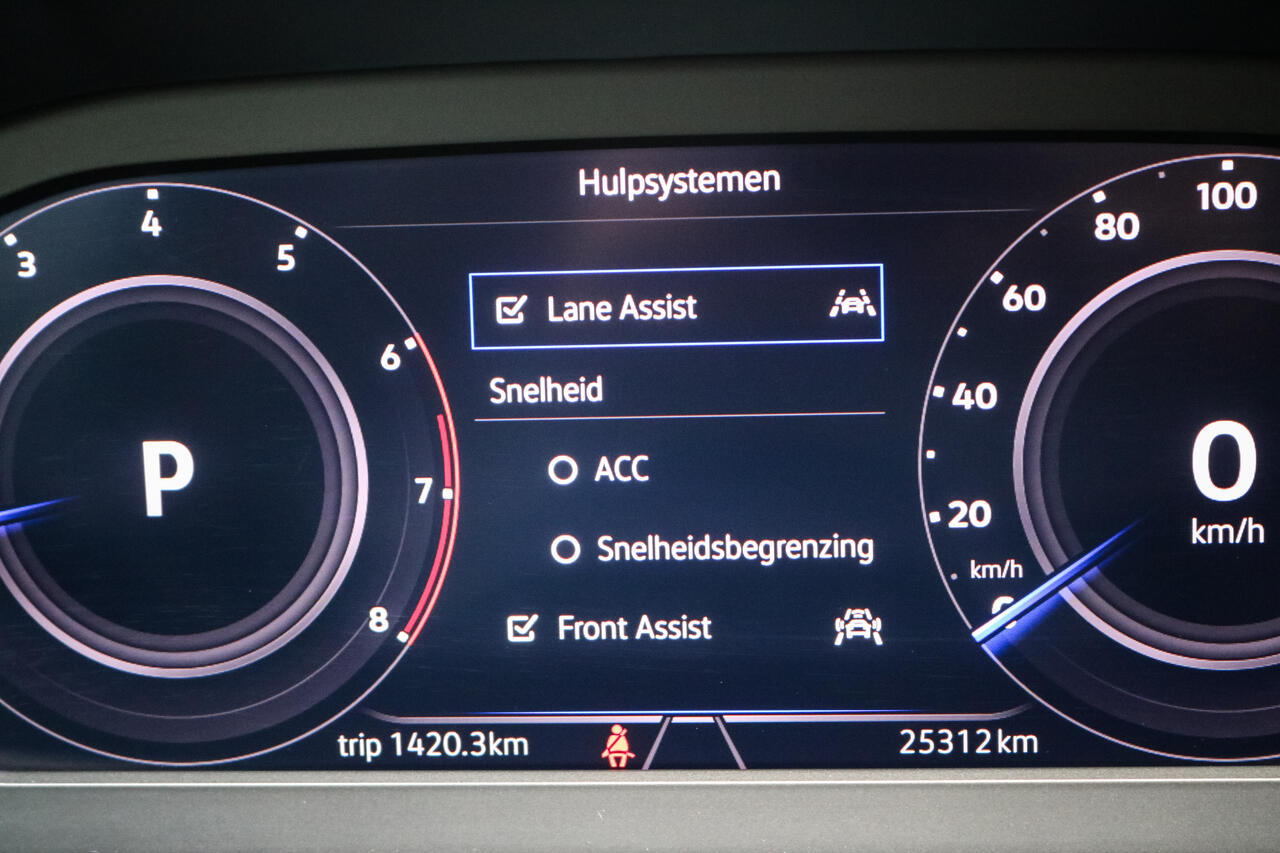 Hulpsystemen
3
4
5
6
7
8
P
Lane Assist
Snelheid
ACC
Snelheidsbegrenzing
Front Assist
100
80
60
40
20
km/h
0
0
km/h
trip 1420.3km
25312km